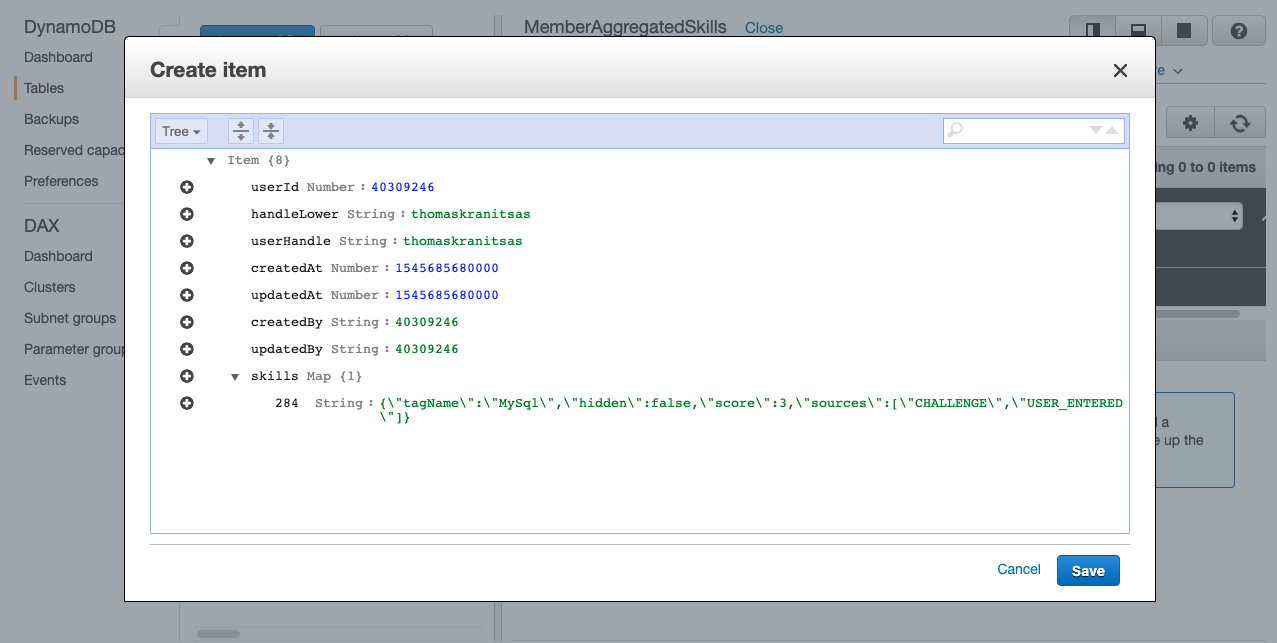 DynamoDB
Dashboard
Tables
Backups
Reserved capac
Preferences
DAX
Dashboard
Clusters
Subnet groups
Parameter group
Events
MemberAggregatedSkills Close
Create item
Tree
Item {8}
userId Number : 40309246
handleLower String : thomaskranitsas
userHandle String : thomaskranitsas
createdAt Number : 1545685680000
updatedAt Number : 1545685680000
createdBy String : 40309246
updatedBy String : 40309246
skills Map {1}
284 String : {\"tagName\":\"MySql\",\"hidden\":false,\"score\":3,\"sources\":[\"CHALLENGE\",\"USER_ENTERED
\"]}
Cancel Save
re
ing 0 to 0 items
a
e up the